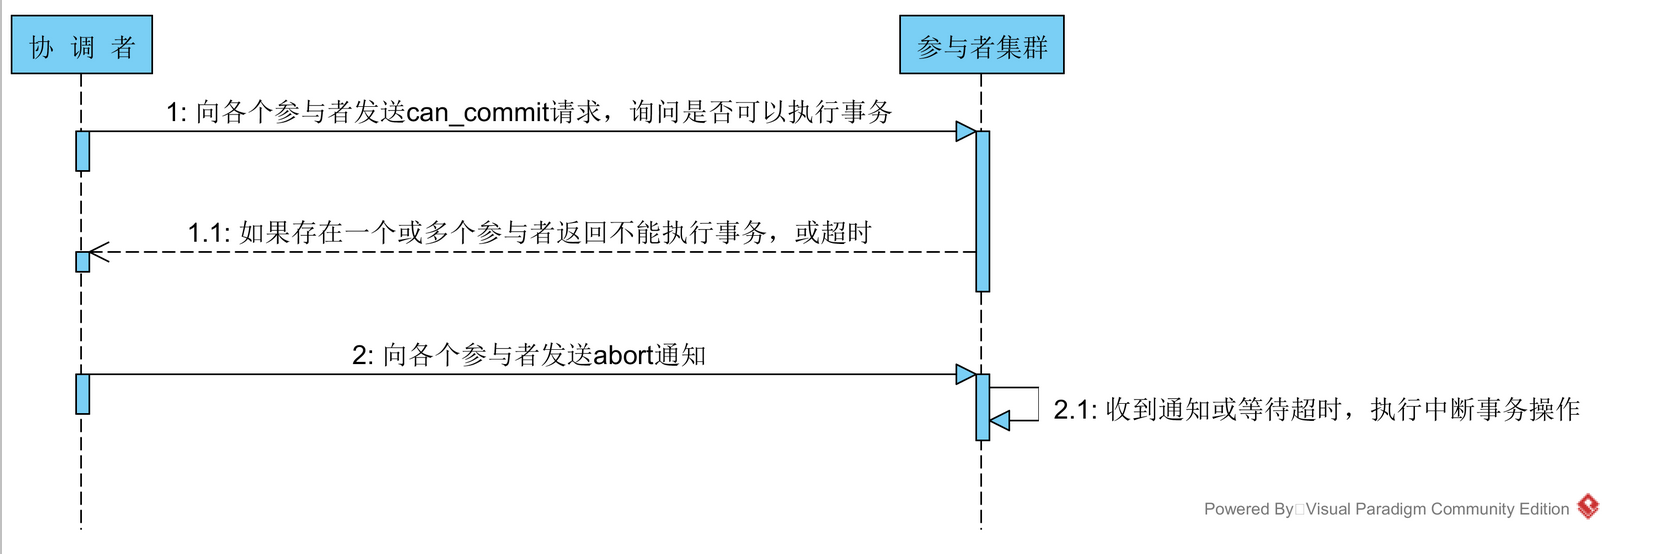 协 调 者
参与者集群
1: 向各个参与者发送can_commit请求，询问是否可以执行事务
1.1: 如果存在一个或多个参与者返回不能执行事务，或超时
2: 向各个参与者发送abort通知
2.1: 收到通知或等待超时，执行中断事务操作
Powered By□Visual Paradigm Community Edition